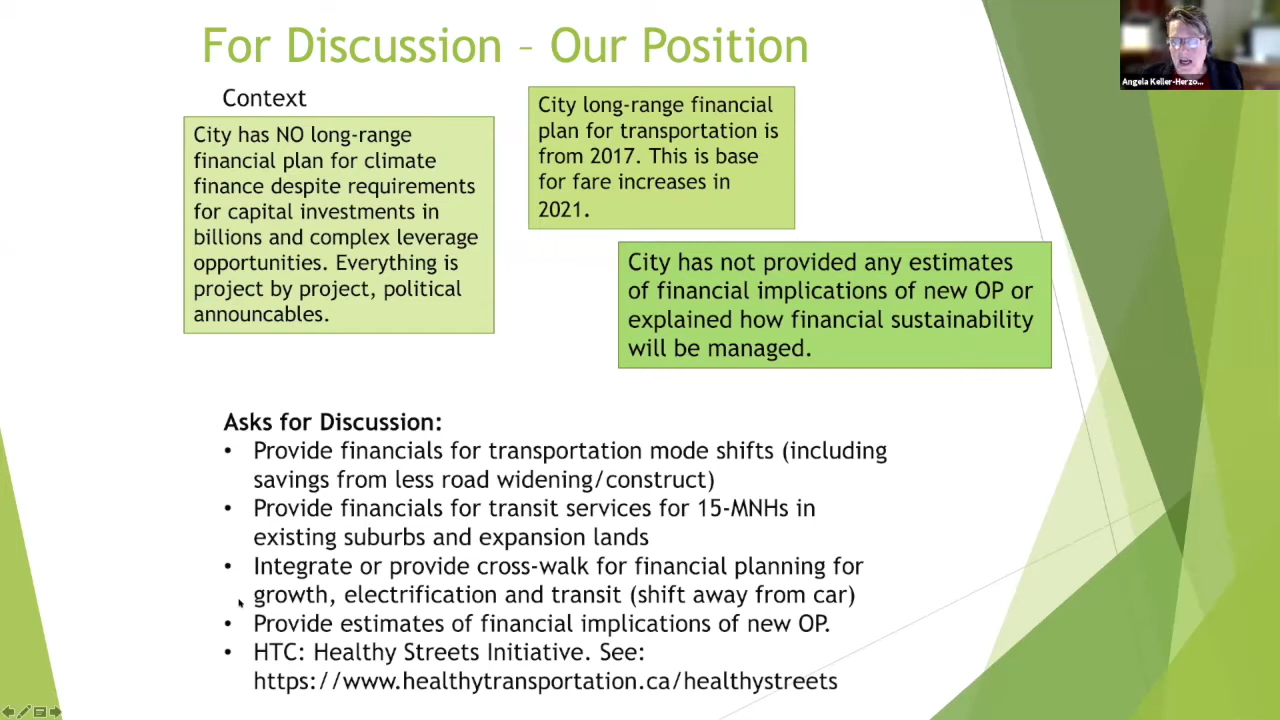 For Discussion – Our Position
Angela Keller-Herzo...
Context
City has NO long-range
financial plan for climate
finance despite requirements
for capital investments in
billions and complex leverage
opportunities. Everything is
project by project, political
announcables.
City long-range financial
plan for transportation is
from 2017. This is base
for fare increases in
2021.
City has not provided any estimates
of financial implications of new OP or
explained how financial sustainability
will be managed.
Asks for Discussion:
• Provide financials for transportation mode shifts (including
savings from less road widening/construct)
• Provide financials for transit services for 15-MNHs in
existing suburbs and expansion lands
• Integrate or provide cross-walk for financial planning for
growth, electrification and transit (shift away from car)
• Provide estimates of financial implications of new OP.
• HTC: Healthy Streets Initiative. See:
https://www.healthytransportation.ca/healthystreets